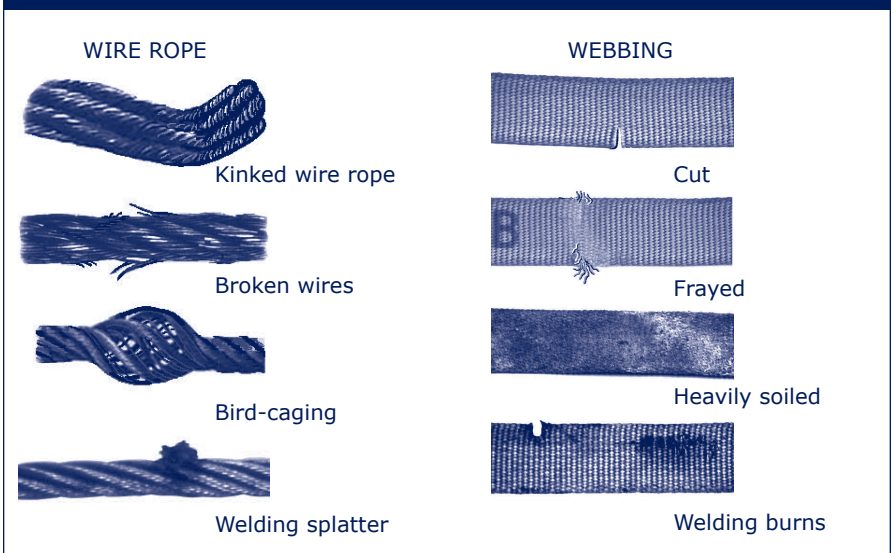 WIRE ROPE
Kinked wire rope
Broken wires
Bird-caging
Welding splatter
WEBBING
Cut
B
Frayed
Heavily soiled
Welding burns